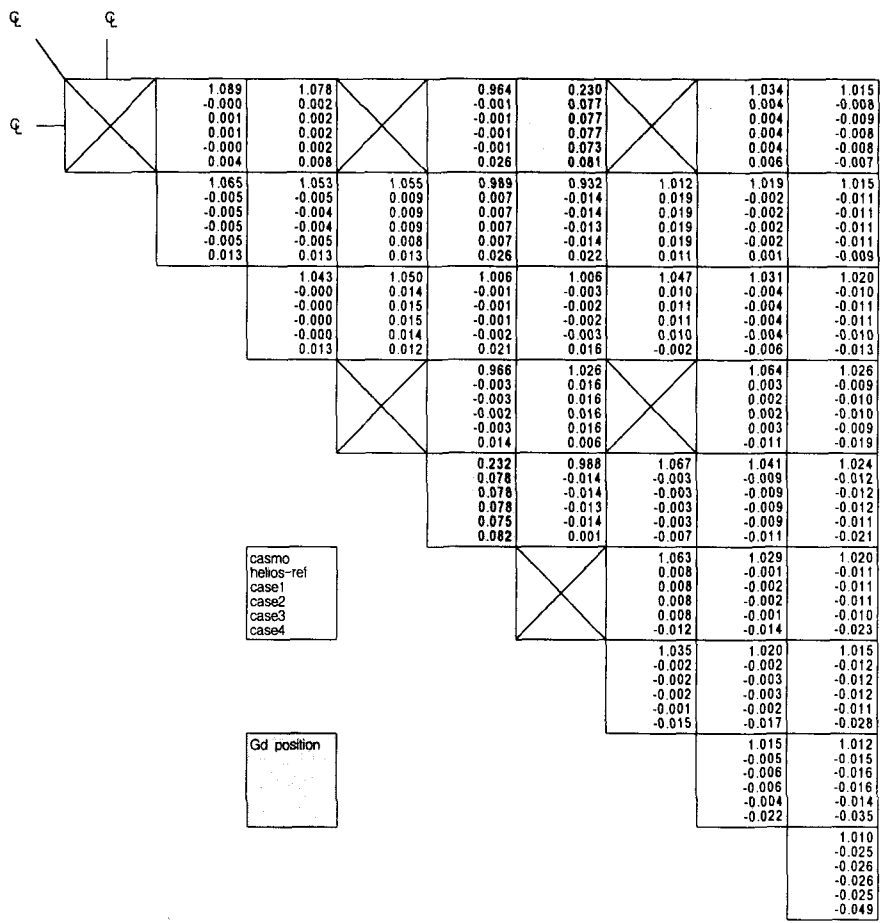 ℄ ℄
℄
1.089 1.078 0.964 0.230 1.034 1.015
-0.000 0.002 -0.001 0.077 0.004 -0.008
0.001 0.002 -0.001 0.077 0.004 -0.009
0.001 0.002 -0.001 0.077 0.004 -0.008
-0.000 0.002 -0.001 0.073 0.004 -0.008
0.004 0.008 0.026 0.081 0.006 -0.007
1.065 1.053 1.055 0.989 0.932 1.012 1.019 1.015
-0.005 -0.005 0.009 0.007 -0.014 0.019 -0.002 -0.011
-0.005 -0.004 0.009 0.007 -0.014 0.019 -0.002 -0.011
-0.005 -0.004 0.009 0.007 -0.013 0.019 -0.002 -0.011
-0.005 -0.005 0.008 0.007 -0.014 0.019 -0.002 -0.011
0.013 0.013 0.013 0.026 0.022 0.011 0.001 -0.009
1.043 1.050 1.006 1.006 1.047 1.031 1.020
-0.000 0.014 -0.001 -0.003 0.010 -0.004 -0.010
-0.000 0.015 -0.001 -0.002 0.011 -0.004 -0.011
-0.000 0.015 -0.001 -0.002 0.011 -0.004 -0.011
-0.000 0.014 -0.002 -0.003 0.010 -0.004 -0.010
0.013 0.012 0.021 0.016 -0.002 -0.006 -0.013
0.966 1.026 1.064 1.026
-0.003 0.016 0.003 -0.009
-0.003 0.016 0.002 -0.010
-0.002 0.016 0.002 -0.010
-0.003 0.016 0.003 -0.009
0.014 0.006 -0.011 -0.019
0.232 0.988 1.067 1.041 1.024
0.078 -0.014 -0.003 -0.009 -0.012
0.078 -0.014 -0.003 -0.009 -0.012
0.078 -0.013 -0.003 -0.009 -0.012
0.075 -0.014 -0.003 -0.009 -0.011
0.082 0.001 -0.007 -0.011 -0.021
casmo 1.063 1.029 1.020
helios-ref 0.008 -0.001 -0.011
case1 0.008 -0.002 -0.011
case2 0.008 -0.002 -0.011
case3 0.008 -0.001 -0.010
case4 -0.012 -0.014 -0.023
1.035 1.020 1.015
-0.002 -0.002 -0.012
-0.002 -0.003 -0.012
-0.002 -0.003 -0.012
-0.001 -0.002 -0.011
-0.015 -0.017 -0.028
Gd position 1.015 1.012
-0.005 -0.015
-0.006 -0.016
-0.006 -0.016
-0.004 -0.014
-0.022 -0.035
1.010
-0.025
-0.026
-0.026
-0.025
-0.049